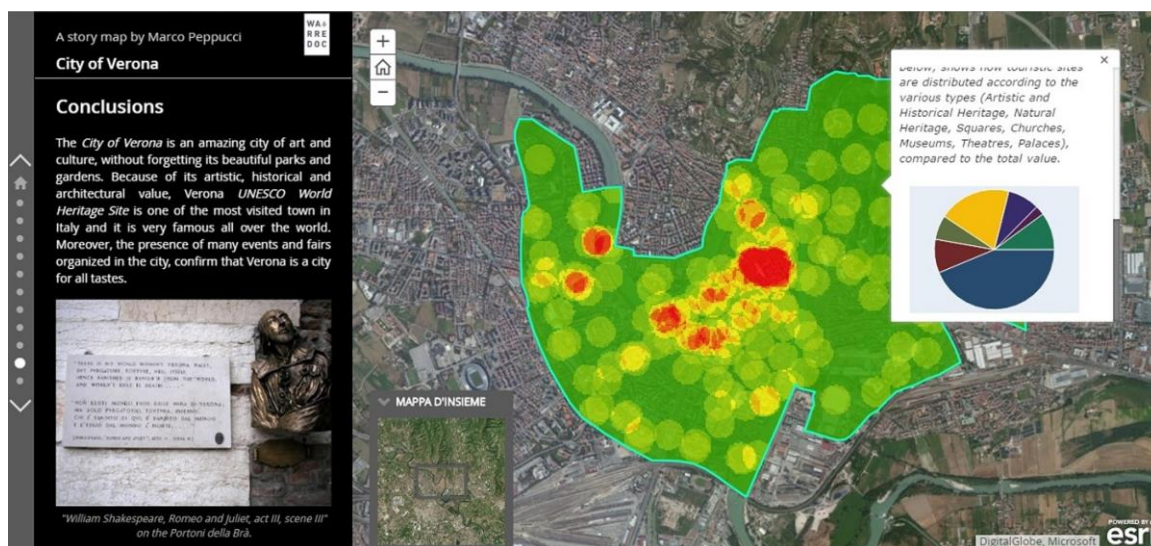 A story map by Marco Peppucci
WA&
RRE
DOC
City of Verona
Conclusions
The City of Verona is an amazing city of art and
culture, without forgetting its beautiful parks and
gardens. Because of its artistic, historical and
architectural value, Verona UNESCO World
Heritage Site is one of the most visited town in
Italy and it is very famous all over the world.
Moreover, the presence of many events and fairs
organized in the city, confirm that Verona is a city
for all tastes.
"William Shakespeare, Romeo and Juliet, act III, scene III"
on the Portoni della Brà.
+
−
MAPPA D'INSIEME
×
below, shows how touristic sites
are distributed according to the
various types (Artistic and
Historical Heritage, Natural
Heritage, Squares, Churches,
Museums, Theatres, Palaces),
compared to the total value.
DigitalGlobe, Microsoft
POWERED BY
esri